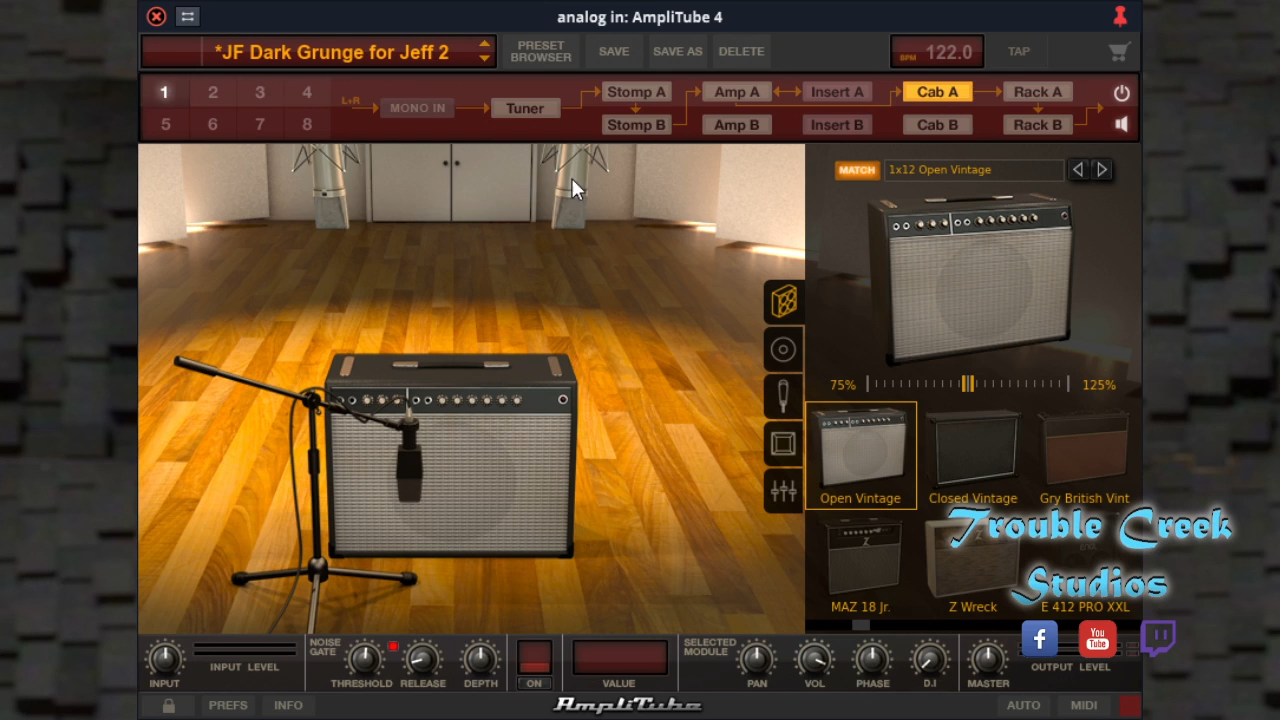 analog in: AmpliTube 4
*JF Dark Grunge for Jeff 2
PRESET BROWSER
SAVE
SAVE AS
DELETE
BPM 122.0
TAP
1 2 3 4
5 6 7 8
L+R
MONO IN
Tuner
Stomp A
Amp A
Insert A
Cab A
Rack A
Stomp B
Amp B
Insert B
Cab B
Rack B
MATCH
1x12 Open Vintage
75%
125%
Open Vintage
Closed Vintage
Gry British Vint
Trouble Creek
Studios
MAZ 18 Jr.
Z Wreck
E 412 PRO XXL
f
You
Tube
INPUT
INPUT LEVEL
NOISE
GATE
THRESHOLD
RELEASE
DEPTH
ON
VALUE
SELECTED
MODULE
PAN
VOL
PHASE
D.I
MASTER
OUTPUT LEVEL
PREFS
INFO
AmpliTube
AUTO
MIDI